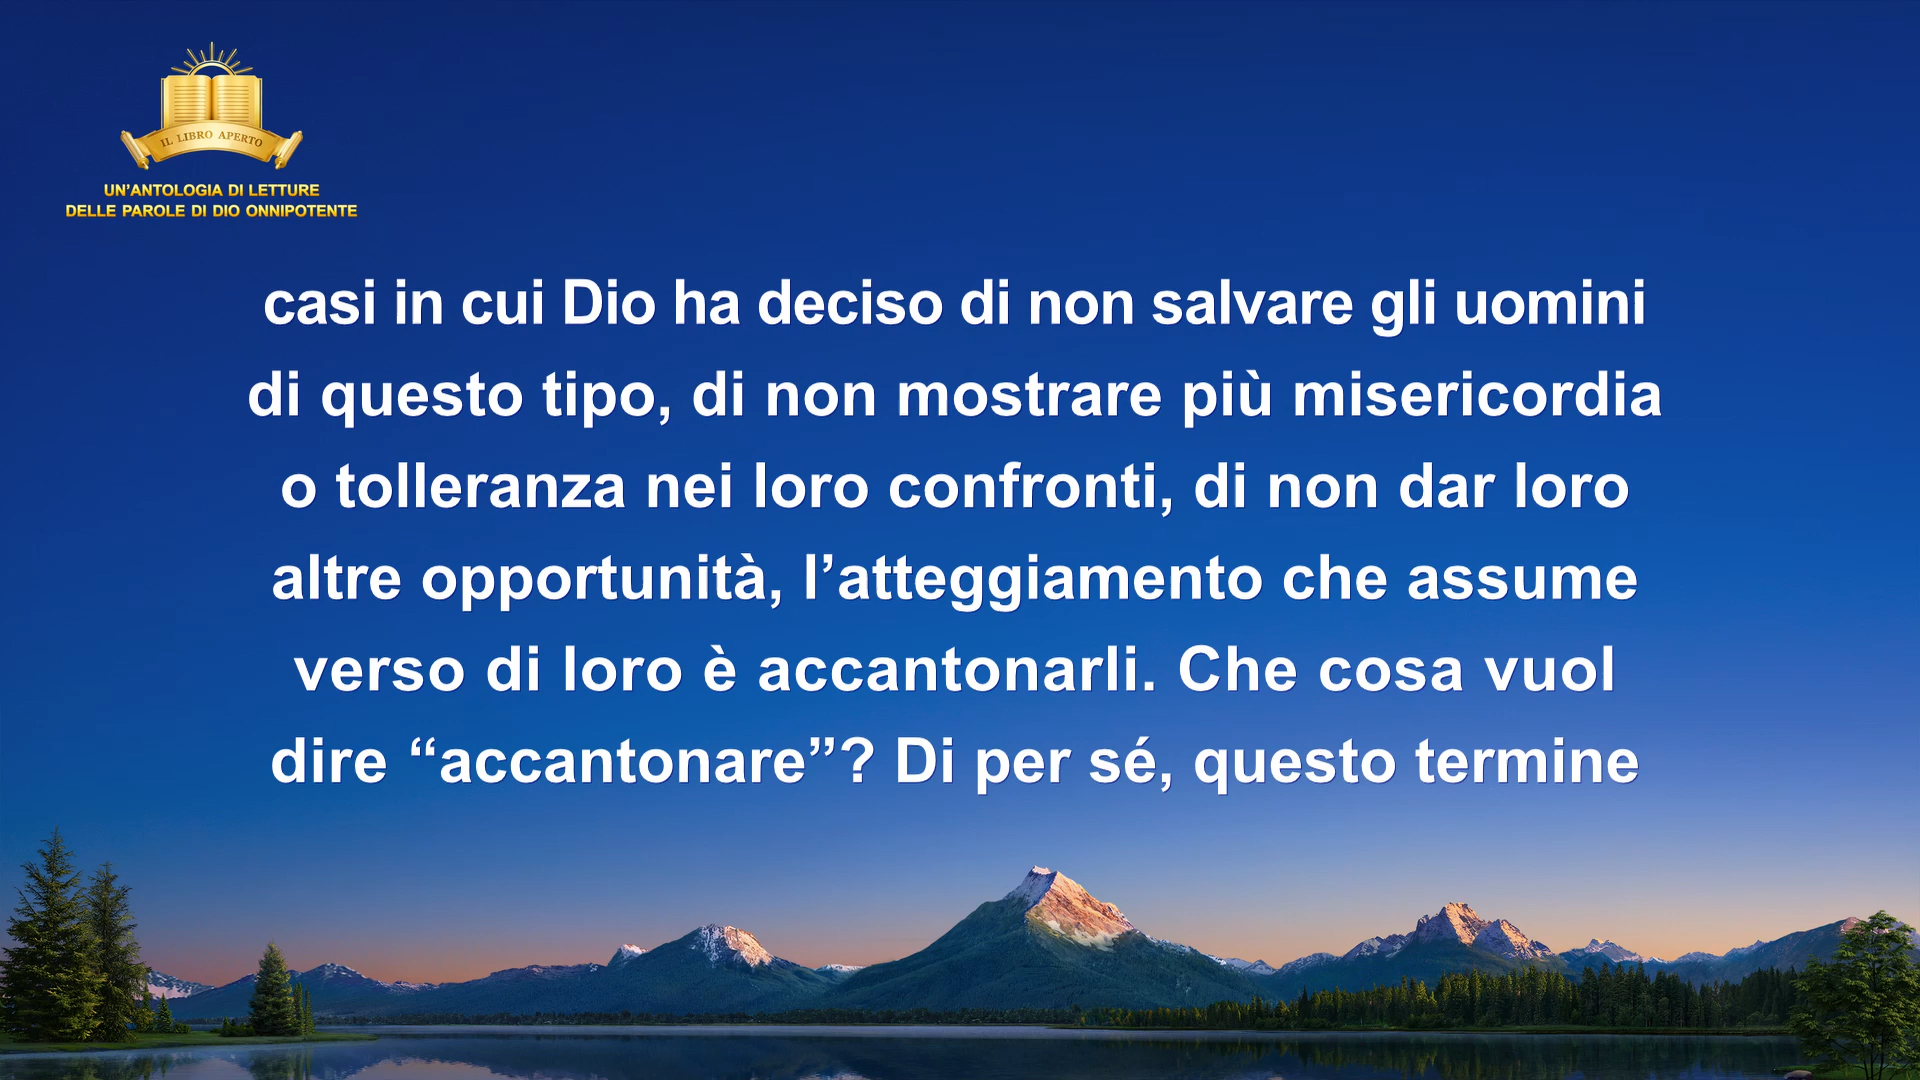 IL LIBRO APERTO
UN’ANTOLOGIA DI LETTURE
DELLE PAROLE DI DIO ONNIPOTENTE
casi in cui Dio ha deciso di non salvare gli uomini
di questo tipo, di non mostrare più misericordia
o tolleranza nei loro confronti, di non dar loro
altre opportunità, l’atteggiamento che assume
verso di loro è accantonarli. Che cosa vuol
dire “accantonare”? Di per sé, questo termine